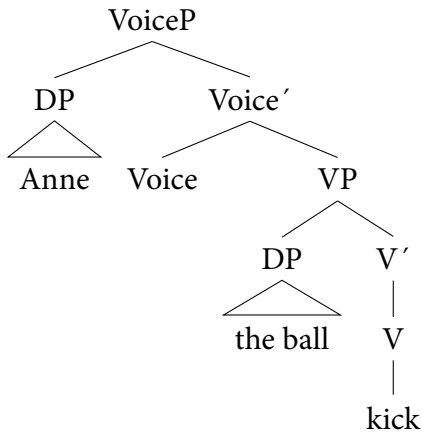 VoiceP
DP Voice´
Anne Voice VP
DP V´
the ball V
kick